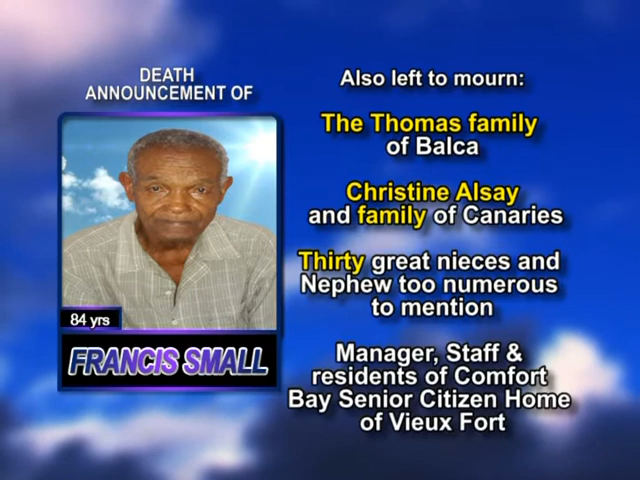 DEATH
ANNOUNCEMENT OF
84 yrs
FRANCIS SMALL
Also left to mourn:
The Thomas family
of Balca
Christine Alsay
and family of Canaries
Thirty great nieces and
Nephew too numerous
to mention
Manager, Staff &
residents of Comfort
Bay Senior Citizen Home
of Vieux Fort